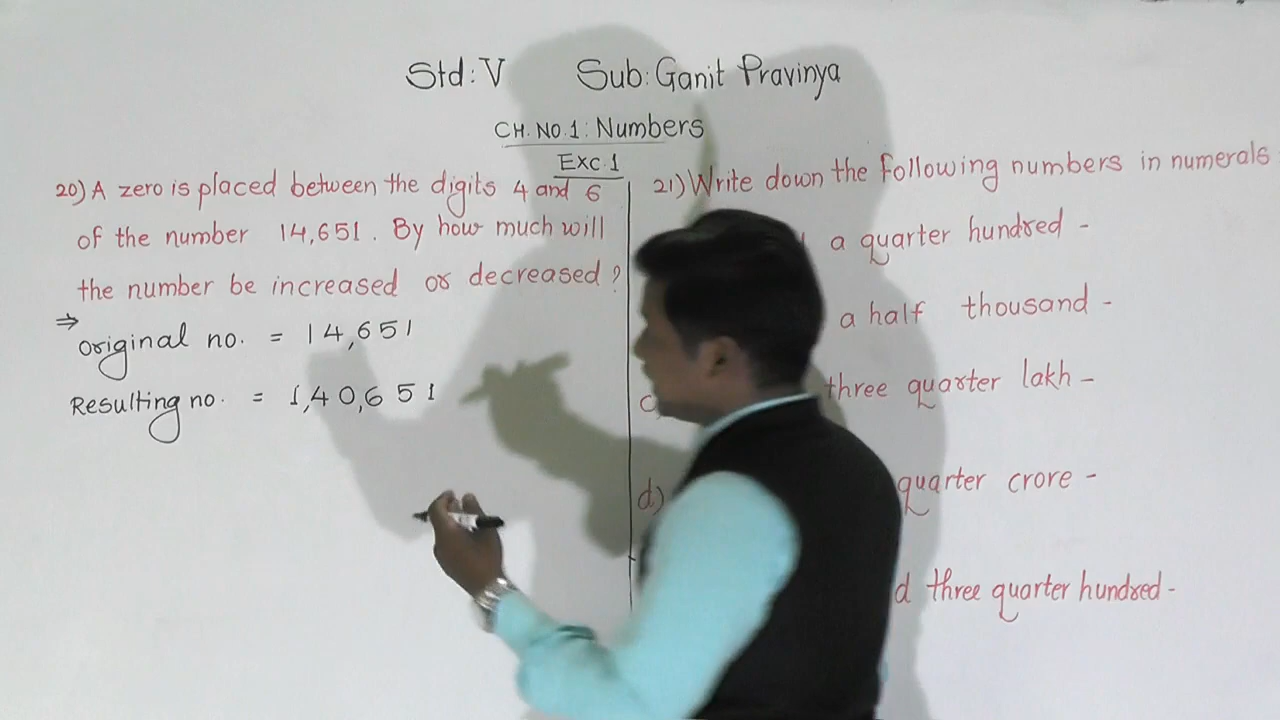 Std: V Sub: Ganit Pravinya
CH. NO. 1: Numbers
Exc. 1
20) A zero is placed between the digits 4 and 6
of the number 14,651. By how much will
the number be increased or decreased?
⇒ original no. = 14,651
Resulting no. = 1,40,651
21) Write down the following numbers in numerals
a quarter hundred -
a half thousand -
c) three quarter lakh -
d) quarter crore -
three quarter hundred -